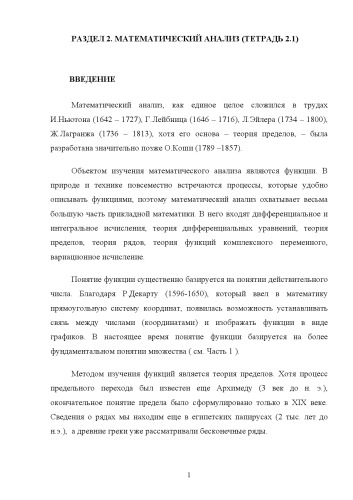 РАЗДЕЛ 2. МАТЕМАТИЧЕСКИЙ АНАЛИЗ (ТЕТРАДЬ 2.1)
ВВЕДЕНИЕ
Математический анализ, как единое целое сложился в трудах
И.Ньютона (1642 – 1727), Г.Лейбница (1646 – 1716), Л.Эйлера (1734 – 1800),
Ж.Лагранжа (1736 – 1813), хотя его основа – теория пределов, – была
разработана значительно позже О.Коши (1789 –1857).
Объектом изучения математического анализа являются функции. В
природе и технике повсеместно встречаются процессы, которые удобно
описывать функциями, поэтому математический анализ охватывает весьма
большую часть прикладной математики. В него входят дифференциальное и
интегральное исчисления, теория дифференциальных уравнений, теория
пределов, теория рядов, теория функций комплексного переменного,
вариационное исчисление.
Понятие функции существенно базируется на понятии действительного
числа. Благодаря Р.Декарту (1596-1650), который ввел в математику
прямоугольную систему координат, появилась возможность устанавливать
связь между числами (координатами) и изображать функции в виде
графиков. В настоящее время понятие функции базируется на более
фундаментальном понятии множества ( см. Часть 1 ).
Методом изучения функций является теория пределов. Хотя процесс
предельного перехода был известен еще Архимеду (3 век до н. э.),
окончательное понятие предела было сформулировано только в XIX веке.
Сведения о рядах мы находим еще в египетских папирусах (2 тыс. лет до
н.э.), а древние греки уже рассматривали бесконечные ряды.
1